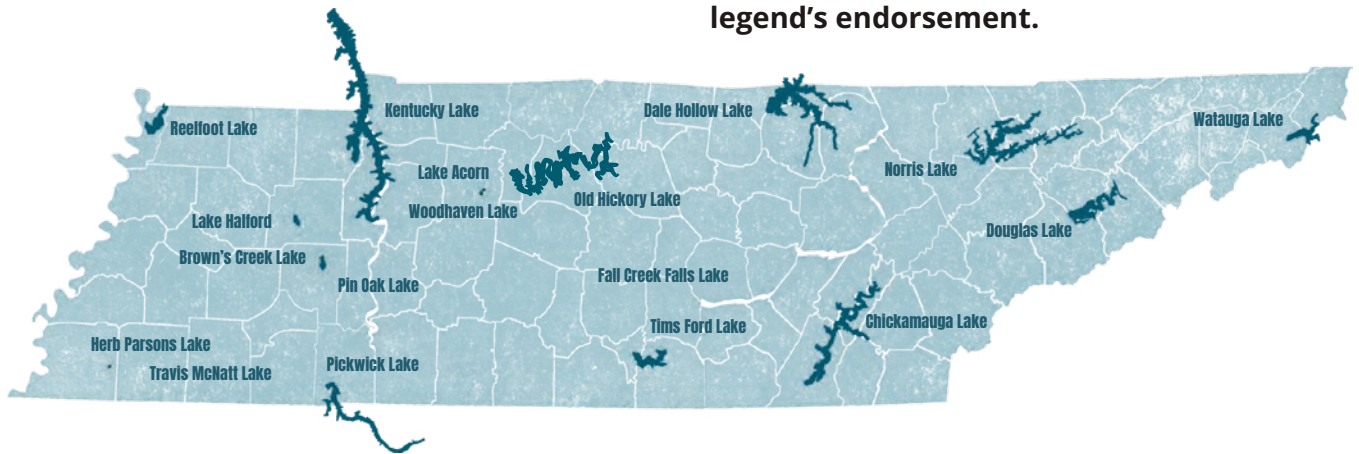 legend’s endorsement.
Kentucky Lake
Dale Hollow Lake
Reelfoot Lake
Watauga Lake
Lake Acorn
Norris Lake
Old Hickory Lake
Woodhaven Lake
Lake Halford
Douglas Lake
Brown’s Creek Lake
Fall Creek Falls Lake
Pin Oak Lake
Chickamauga Lake
Tims Ford Lake
Herb Parsons Lake
Pickwick Lake
Travis McNatt Lake